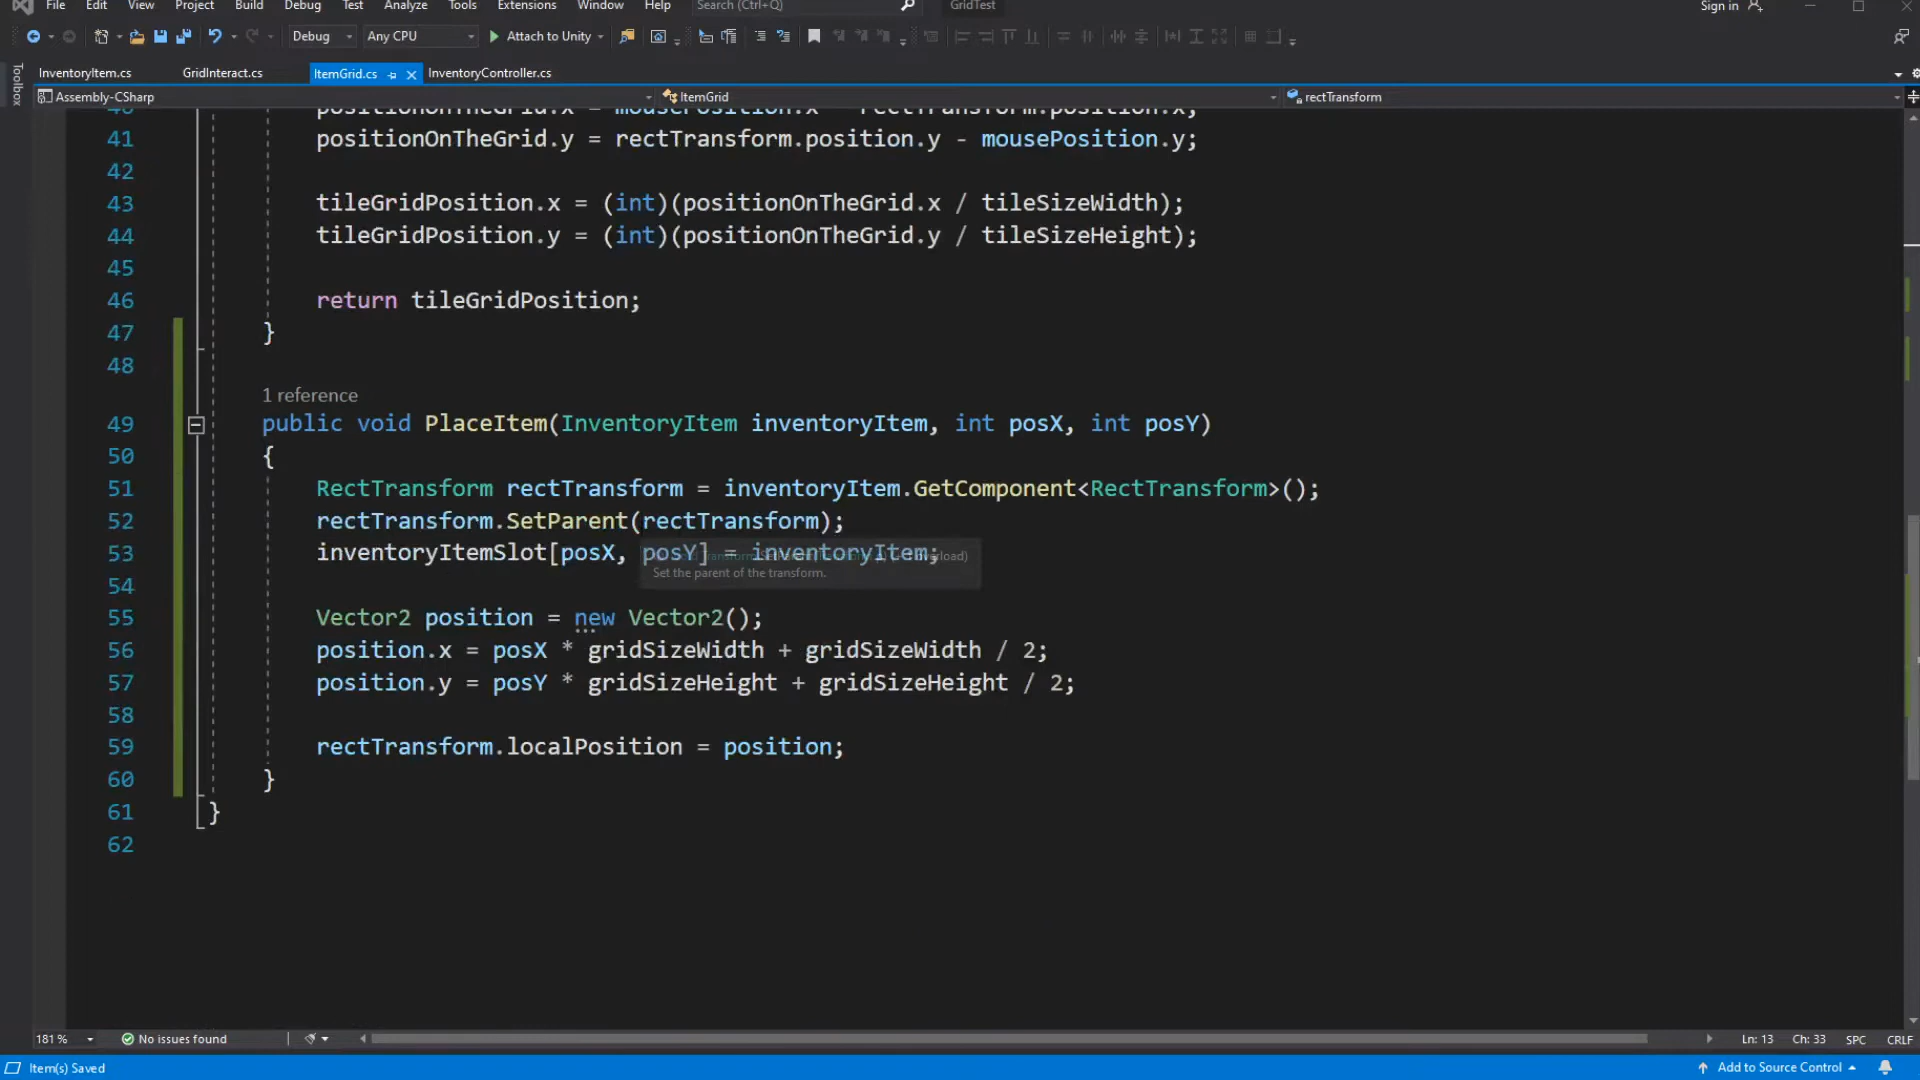 File Edit View Project Build Debug Test Analyze Tools Extensions Window Help Search (Ctrl+Q) GridTest Sign in
Debug Any CPU Attach to Unity
Toolbox
InventoryItem.cs GridInteract.cs ItemGrid.cs InventoryController.cs
Assembly-CSharp ItemGrid rectTransform
41 positionOnTheGrid.y = rectTransform.position.y - mousePosition.y;
42
43 tileGridPosition.x = (int)(positionOnTheGrid.x / tileSizeWidth);
44 tileGridPosition.y = (int)(positionOnTheGrid.y / tileSizeHeight);
45
46 return tileGridPosition;
47 }
48
1 reference
49 public void PlaceItem(InventoryItem inventoryItem, int posX, int posY)
50 {
51 RectTransform rectTransform = inventoryItem.GetComponent<RectTransform>();
52 rectTransform.SetParent(rectTransform);
53 inventoryItemSlot[posX, posY] = inventoryItem;
Set the parent of the transform.
54
55 Vector2 position = new Vector2();
56 position.x = posX * gridSizeWidth + gridSizeWidth / 2;
57 position.y = posY * gridSizeHeight + gridSizeHeight / 2;
58
59 rectTransform.localPosition = position;
60 }
61 }
62
181 % No issues found Ln: 13 Ch: 33 SPC CRLF
Item(s) Saved Add to Source Control